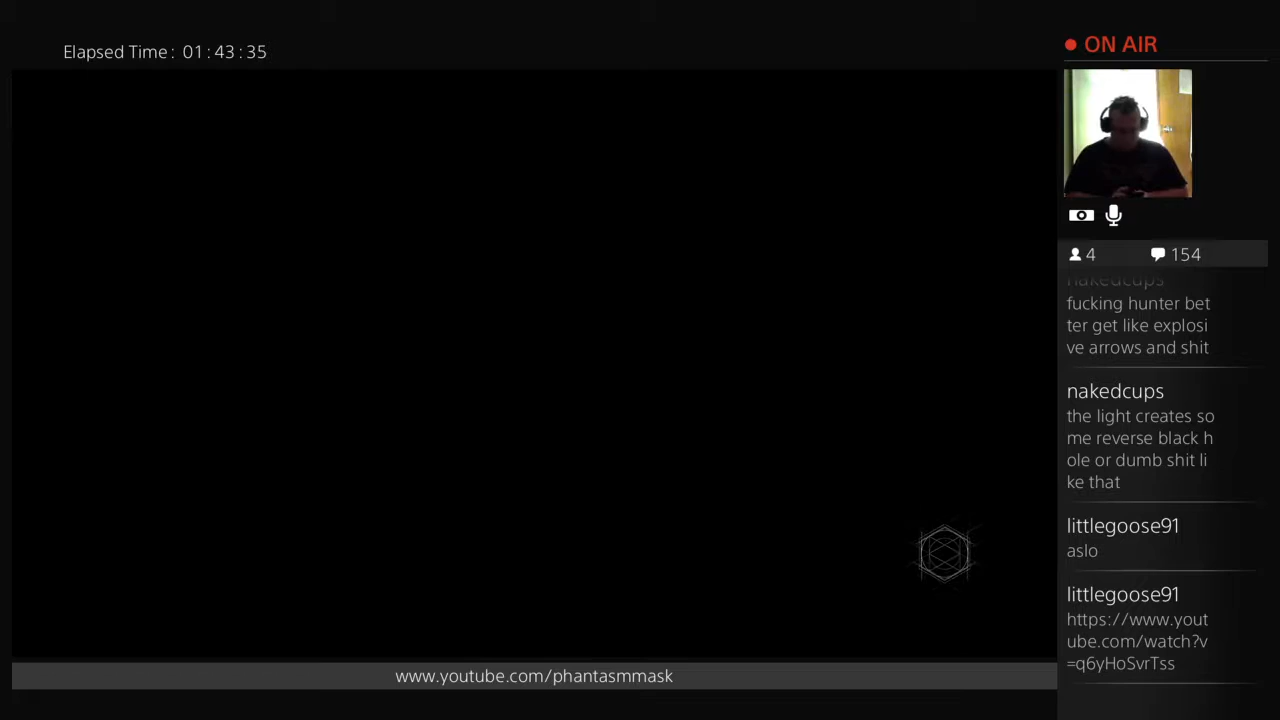 Elapsed Time: 01:43:35
ON AIR
4
154
nakedcups
fucking hunter bet
ter get like explosi
ve arrows and shit
nakedcups
the light creates so
me reverse black h
ole or dumb shit li
ke that
littlegoose91
aslo
littlegoose91
https://www.yout
ube.com/watch?v
=q6yHoSvrTss
www.youtube.com/phantasmmask